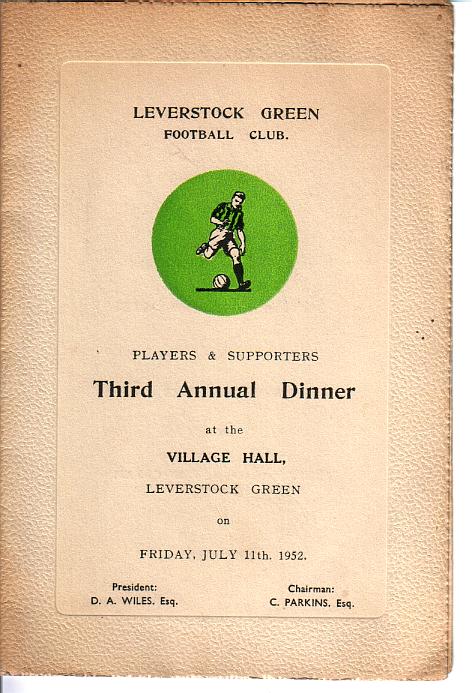 LEVERSTOCK GREEN
FOOTBALL CLUB.
PLAYERS & SUPPORTERS
Third Annual Dinner
at the
VILLAGE HALL,
LEVERSTOCK GREEN
on
FRIDAY, JULY 11th. 1952.
President:
D. A. WILES. Esq.
Chairman:
C. PARKINS. Esq.